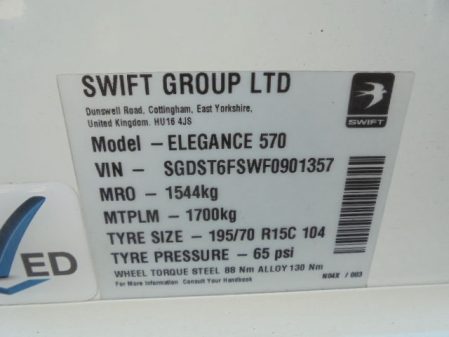 SWIFT GROUP LTD
Dunswell Road, Cottingham, East Yorkshire,
United Kingdom. HU16 4JS
SWIFT
Model – ELEGANCE 570
VIN – SGDST6FSWF0901357
MRO – 1544kg
MTPLM – 1700kg
TYRE SIZE – 195/70 R15C 104
TYRE PRESSURE – 65 psi
WHEEL TORQUE STEEL 88 Nm ALLOY 130 Nm
For More Information Consult Your Handbook
N04X / 003
ED